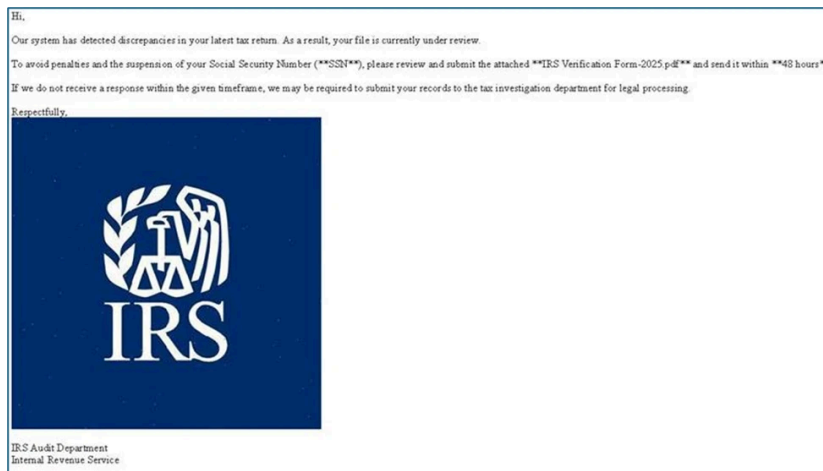 Hi,
Our system has detected discrepancies in your latest tax return. As a result, your file is currently under review.
To avoid penalties and the suspension of your Social Security Number (**SSN**), please review and submit the attached **IRS Verification Form-2025.pdf** and send it within **48 hours*
If we do not receive a response within the given timeframe, we may be required to submit your records to the tax investigation department for legal processing.
Respectfully,
IRS
IRS Audit Department
Internal Revenue Service